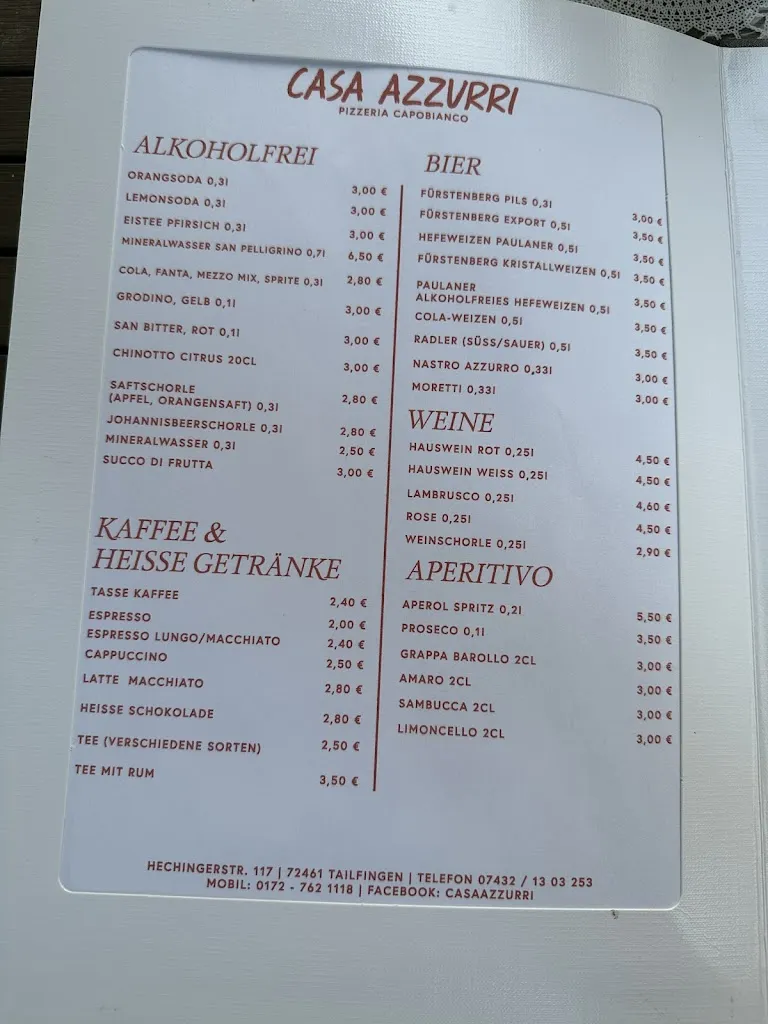 CASA AZZURRI
PIZZERIA CAPOBIANCO
ALKOHOLFREI
ORANGSODA 0,3l 3,00 €
LEMONSODA 0,3l 3,00 €
EISTEE PFIRSICH 0,3l 3,00 €
MINERALWASSER SAN PELLIGRINO 0,7l 6,50 €
COLA, FANTA, MEZZO MIX, SPRITE 0,3l 2,80 €
GRODINO, GELB 0,1l 3,00 €
SAN BITTER, ROT 0,1l 3,00 €
CHINOTTO CITRUS 20CL 3,00 €
SAFTSCHORLE
(APFEL, ORANGENSAFT) 0,3l 2,80 €
JOHANNISBEERSCHORLE 0,3l 2,80 €
MINERALWASSER 0,3l 2,50 €
SUCCO DI FRUTTA 3,00 €
KAFFEE &
HEISSE GETRÄNKE
TASSE KAFFEE 2,40 €
ESPRESSO 2,00 €
ESPRESSO LUNGO/MACCHIATO 2,40 €
CAPPUCCINO 2,50 €
LATTE MACCHIATO 2,80 €
HEISSE SCHOKOLADE 2,80 €
TEE (VERSCHIEDENE SORTEN) 2,50 €
TEE MIT RUM 3,50 €
BIER
FÜRSTENBERG PILS 0,3l 3,00 €
FÜRSTENBERG EXPORT 0,5l 3,50 €
HEFEWEIZEN PAULANER 0,5l 3,50 €
FÜRSTENBERG KRISTALLWEIZEN 0,5l 3,50 €
PAULANER
ALKOHOLFREIES HEFEWEIZEN 0,5l 3,50 €
COLA-WEIZEN 0,5l 3,50 €
RADLER (SÜSS/SAUER) 0,5l 3,50 €
NASTRO AZZURRO 0,33l 3,00 €
MORETTI 0,33l 3,00 €
WEINE
HAUSWEIN ROT 0,25l 4,50 €
HAUSWEIN WEISS 0,25l 4,50 €
LAMBRUSCO 0,25l 4,60 €
ROSE 0,25l 4,50 €
WEINSCHORLE 0,25l 2,90 €
APERITIVO
APEROL SPRITZ 0,2l 5,50 €
PROSECO 0,1l 3,50 €
GRAPPA BAROLLO 2CL 3,00 €
AMARO 2CL 3,00 €
SAMBUCCA 2CL 3,00 €
LIMONCELLO 2CL 3,00 €
HECHINGERSTR. 117 | 72461 TAILFINGEN | TELEFON 07432 / 13 03 253
MOBIL: 0172 - 762 1118 | FACEBOOK: CASAAZZURRI